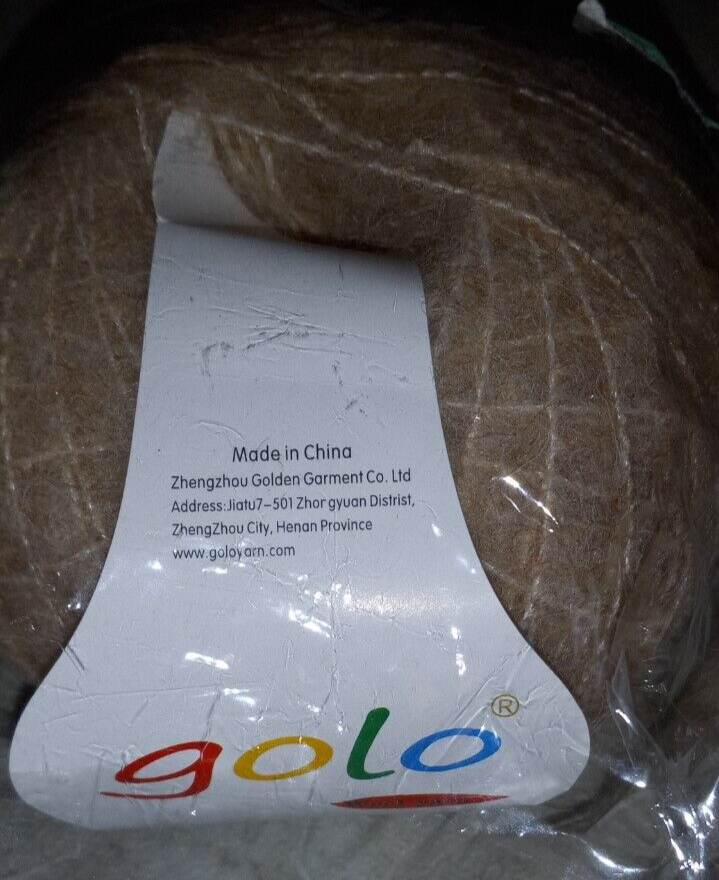 Made in China
Zhengzhou Golden Garment Co. Ltd
Address:Jiatu7-501 Zhongyuan Distrist,
ZhengZhou City, Henan Province
www.goloyarn.com
golo®